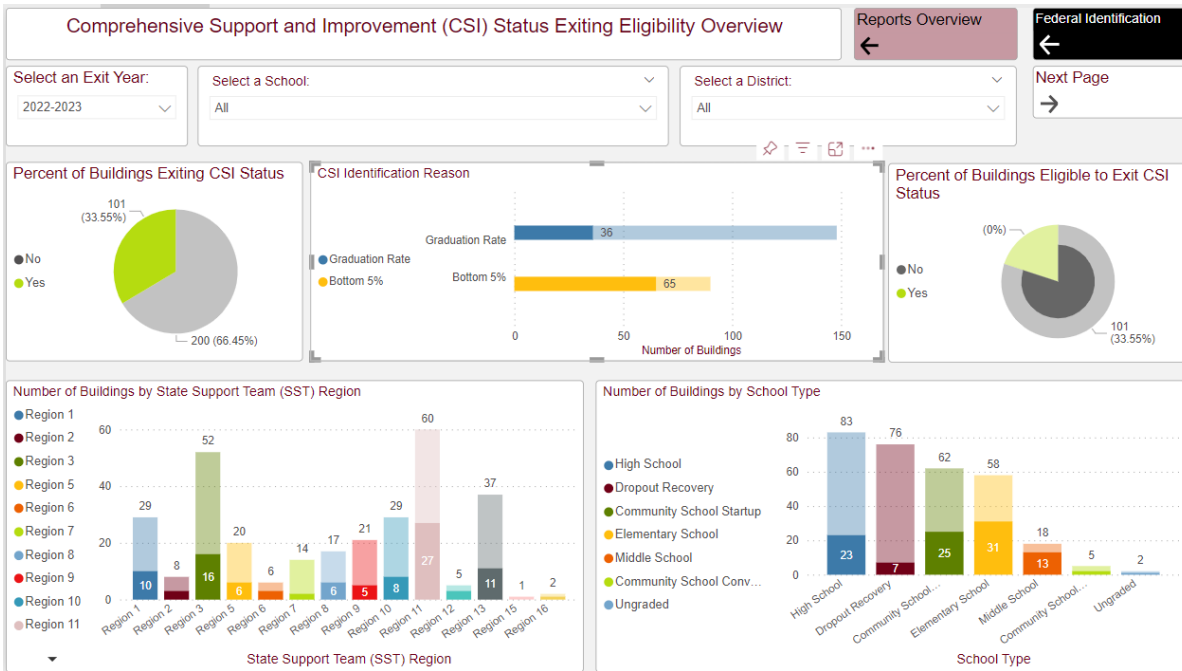 Comprehensive Support and Improvement (CSI) Status Exiting Eligibility Overview
Reports Overview
Federal Identification
Select an Exit Year:
2022-2023
Select a School:
All
Select a District:
All
Next Page
Percent of Buildings Exiting CSI Status
101
(33.55%)
No
Yes
200 (66.45%)
CSI Identification Reason
Graduation Rate
Bottom 5%
Graduation Rate
Bottom 5%
36
65
0
50
100
150
Number of Buildings
Percent of Buildings Eligible to Exit CSI
Status
(0%)
No
Yes
101
(33.55%)
Number of Buildings by State Support Team (SST) Region
Region 1
Region 2
Region 3
Region 5
Region 6
Region 7
Region 8
Region 9
Region 10
Region 11
60
40
20
0
29
8
52
20
6
14
17
21
29
60
5
37
1
2
10
16
6
6
5
8
27
11
Region 1
Region 2
Region 3
Region 5
Region 6
Region 7
Region 8
Region 9
Region 10
Region 11
Region 12
Region 13
Region 15
Region 16
State Support Team (SST) Region
Number of Buildings by School Type
High School
Dropout Recovery
Community School Startup
Elementary School
Middle School
Community School Conv...
Ungraded
80
60
40
20
0
83
76
62
58
18
5
2
23
7
25
31
13
High School
Dropout Recovery
Community School...
Elementary School
Middle School
Community School...
Ungraded
School Type